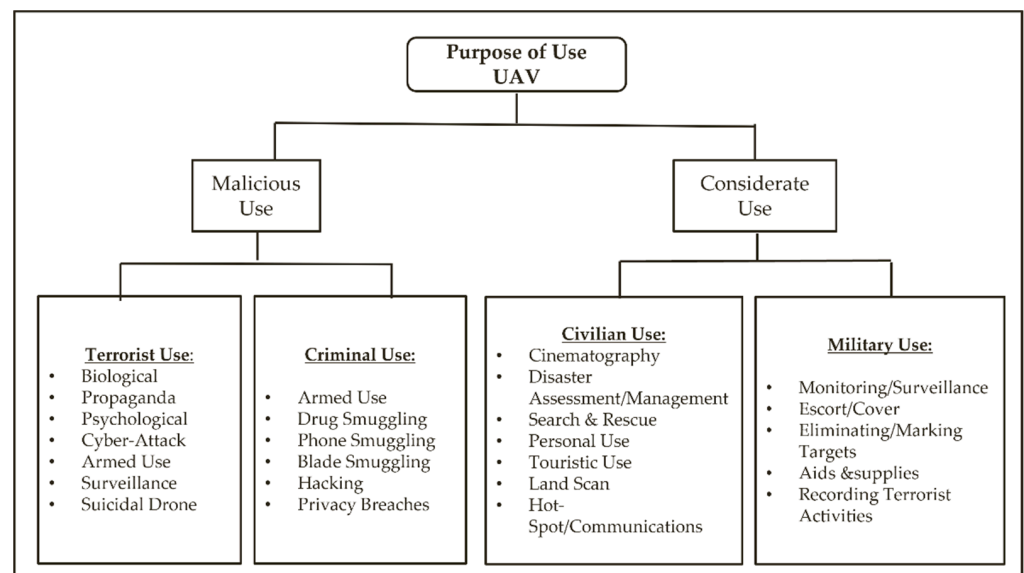 Purpose of Use
UAV
Malicious
Use
Considerate
Use
Terrorist Use:
• Biological
• Propaganda
• Psychological
• Cyber-Attack
• Armed Use
• Surveillance
• Suicidal Drone
Criminal Use:
• Armed Use
• Drug Smuggling
• Phone Smuggling
• Blade Smuggling
• Hacking
• Privacy Breaches
Civilian Use:
• Cinematography
• Disaster
Assessment/Management
• Search & Rescue
• Personal Use
• Touristic Use
• Land Scan
• Hot-
Spot/Communications
Military Use:
• Monitoring/Surveillance
• Escort/Cover
• Eliminating/Marking
Targets
• Aids &supplies
• Recording Terrorist
Activities